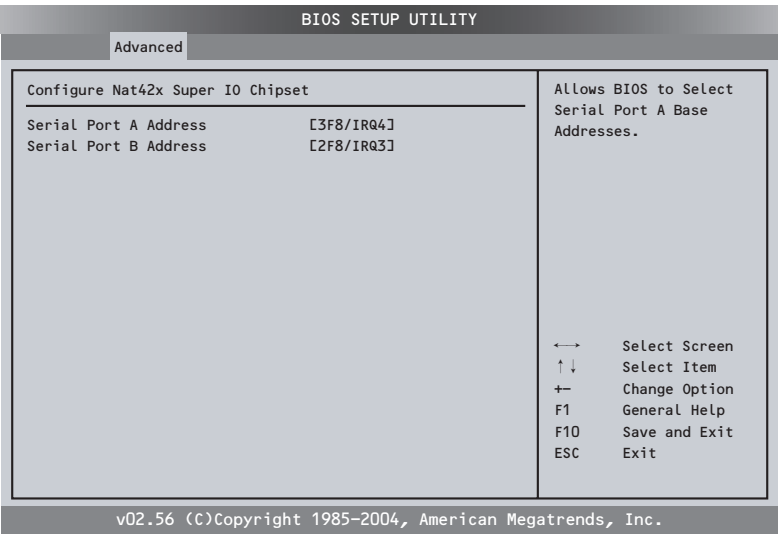 BIOS SETUP UTILITY
Advanced
Configure Nat42x Super IO Chipset
Serial Port A Address [3F8/IRQ4]
Serial Port B Address [2F8/IRQ3]
Allows BIOS to Select
Serial Port A Base
Addresses.
←→ Select Screen
↑↓ Select Item
+- Change Option
F1 General Help
F10 Save and Exit
ESC Exit
v02.56 (C)Copyright 1985-2004, American Megatrends, Inc.